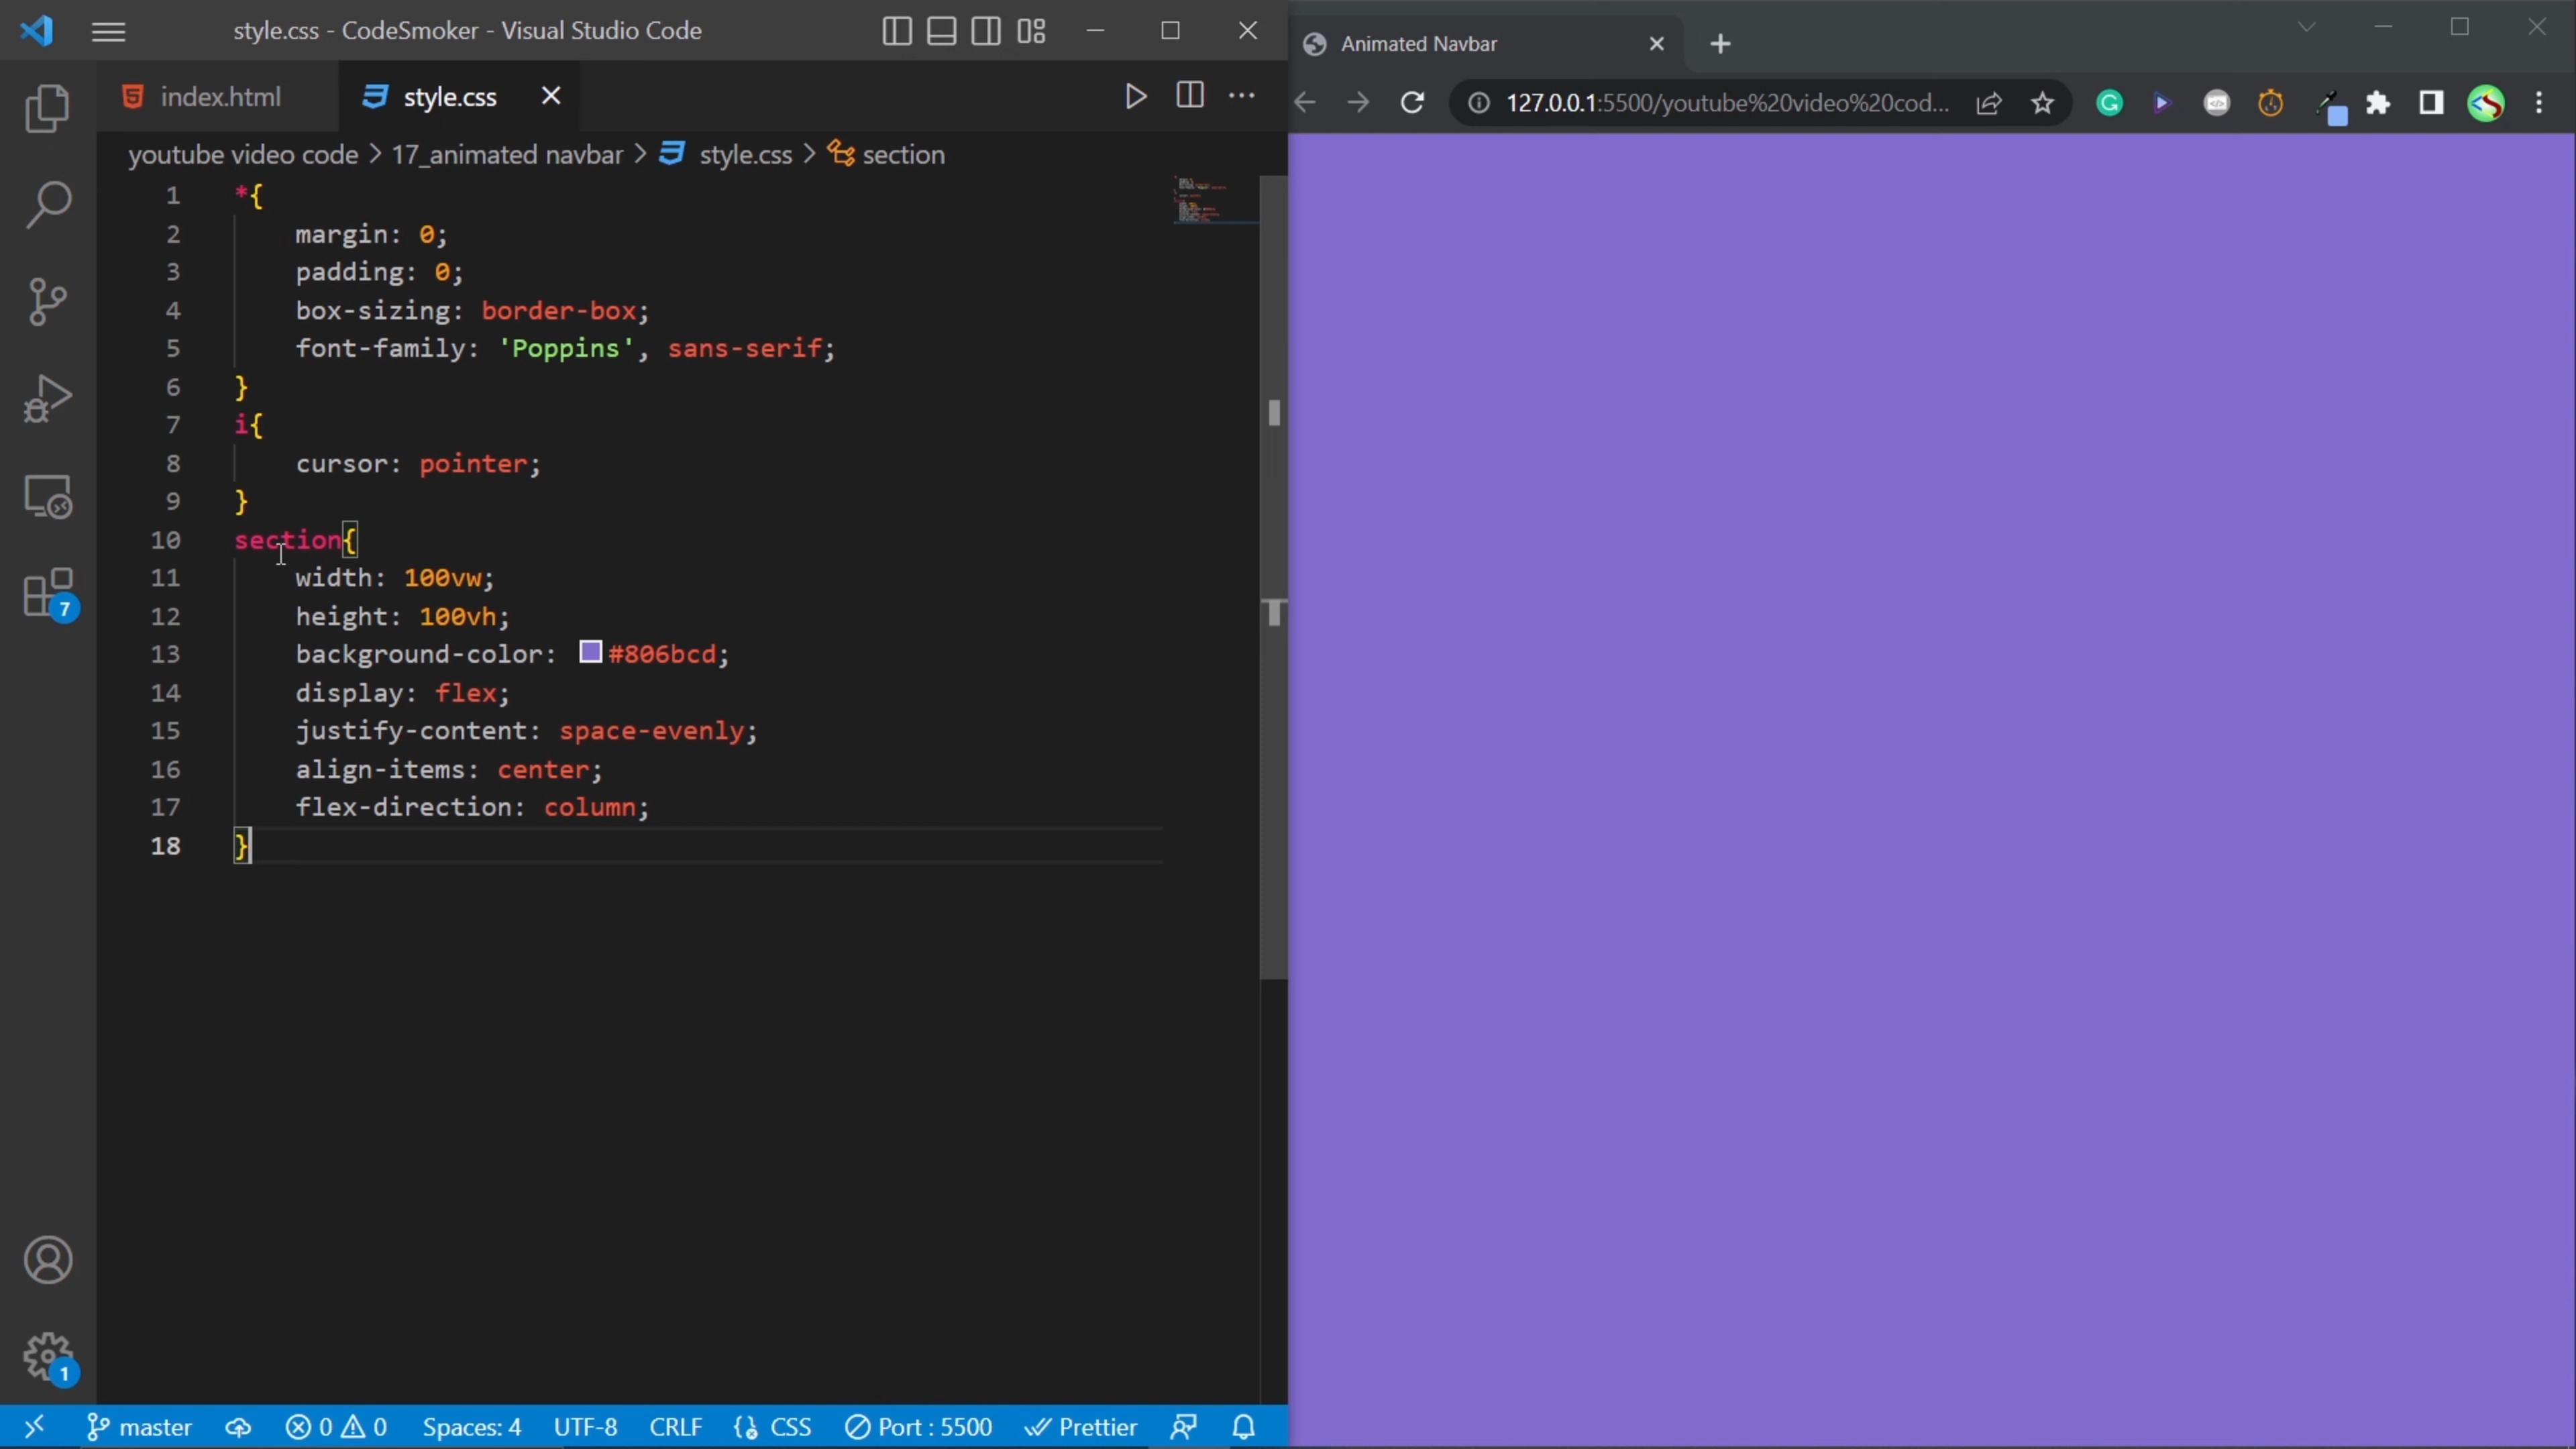 style.css - CodeSmoker - Visual Studio Code
index.html
style.css
youtube video code > 17_animated navbar > style.css > section
1 *{
2 margin: 0;
3 padding: 0;
4 box-sizing: border-box;
5 font-family: 'Poppins', sans-serif;
6 }
7 i{
8 cursor: pointer;
9 }
10 section{
11 width: 100vw;
12 height: 100vh;
13 background-color: #806bcd;
14 display: flex;
15 justify-content: space-evenly;
16 align-items: center;
17 flex-direction: column;
18 }
7
1
master 0 0 Spaces: 4 UTF-8 CRLF CSS Port : 5500 Prettier
Animated Navbar
127.0.0.1:5500/youtube%20video%20cod...